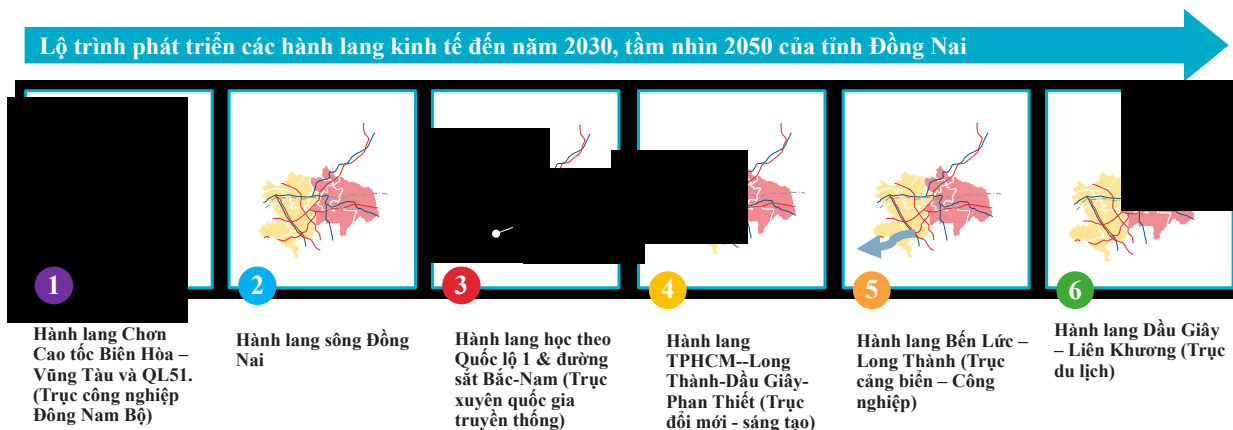 Lộ trình phát triển các hành lang kinh tế đến năm 2030, tầm nhìn 2050 của tỉnh Đồng Nai
1
Hành lang Chơn
Cao tốc Biên Hòa –
Vũng Tàu và QL51.
(Trục công nghiệp
Đông Nam Bộ)
2
Hành lang sông Đồng
Nai
3
Hành lang học theo
Quốc lộ 1 & đường
sắt Bắc-Nam (Trục
xuyên quốc gia
truyền thống)
4
Hành lang
TPHCM--Long
Thành-Dầu Giây-
Phan Thiết (Trục
đổi mới - sáng tạo)
5
Hành lang Bến Lức –
Long Thành (Trục
cảng biển – Công
nghiệp)
6
Hành lang Dầu Giây
– Liên Khương (Trục
du lịch)